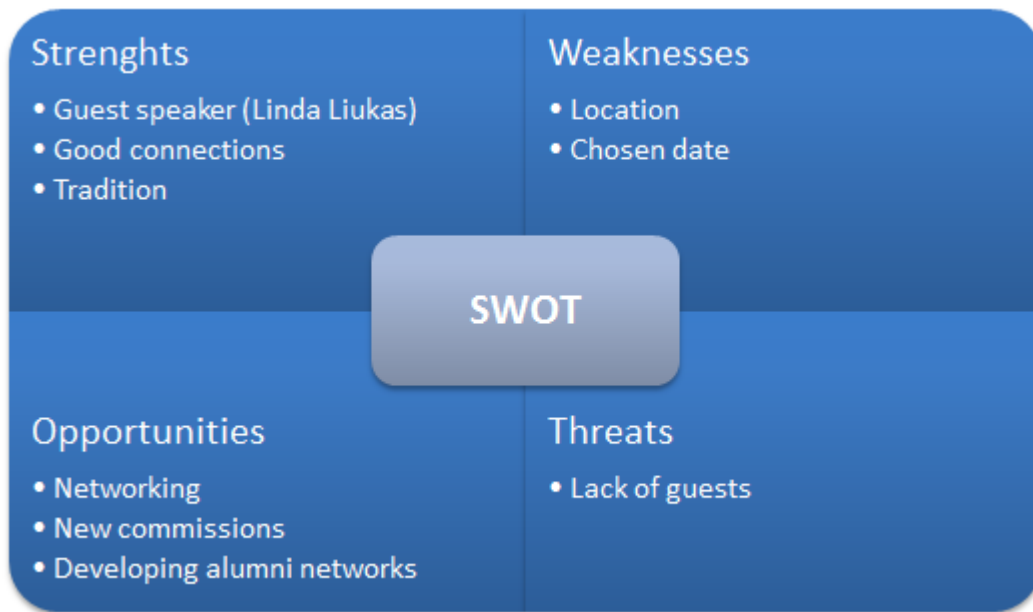 Strenghts
• Guest speaker (Linda Liukas)
• Good connections
• Tradition
Weaknesses
• Location
• Chosen date
SWOT
Opportunities
• Networking
• New commissions
• Developing alumni networks
Threats
• Lack of guests